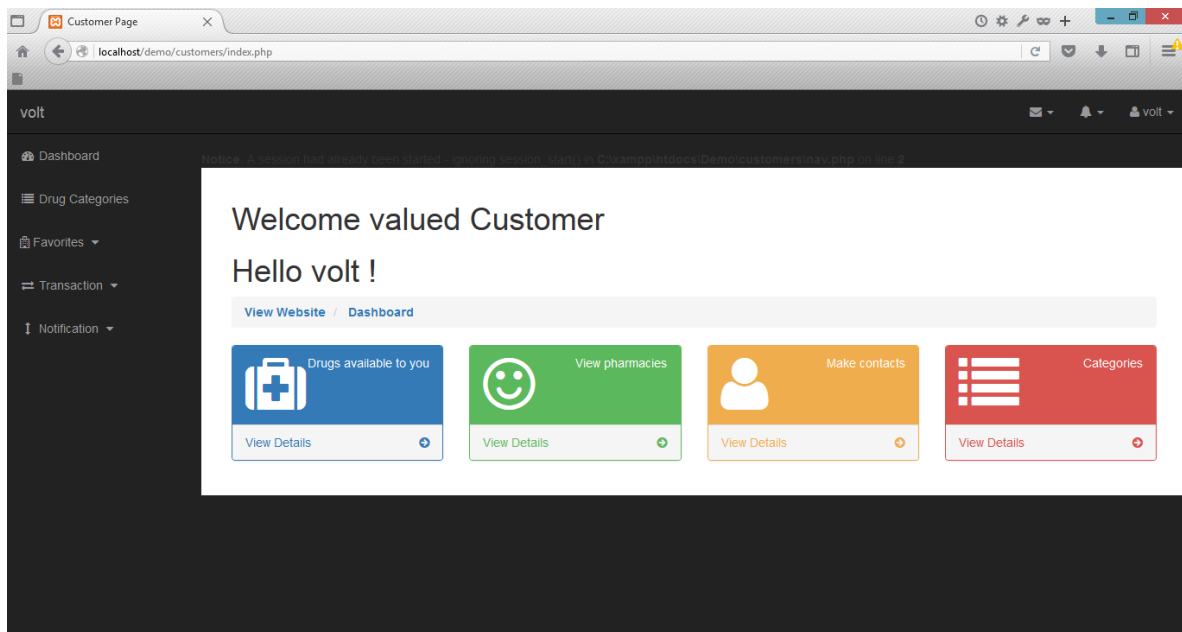 Customer Page
localhost/demo/customers/index.php
volt
volt
Dashboard
Notice: A session had already been started - ignoring session_start() in C:\xampp\htdocs\Demo\customers\nav.php on line 2
Drug Categories
Favorites
Transaction
Notification
Welcome valued Customer
Hello volt !
View Website / Dashboard
Drugs available to you
View Details
View pharmacies
View Details
Make contacts
View Details
Categories
View Details